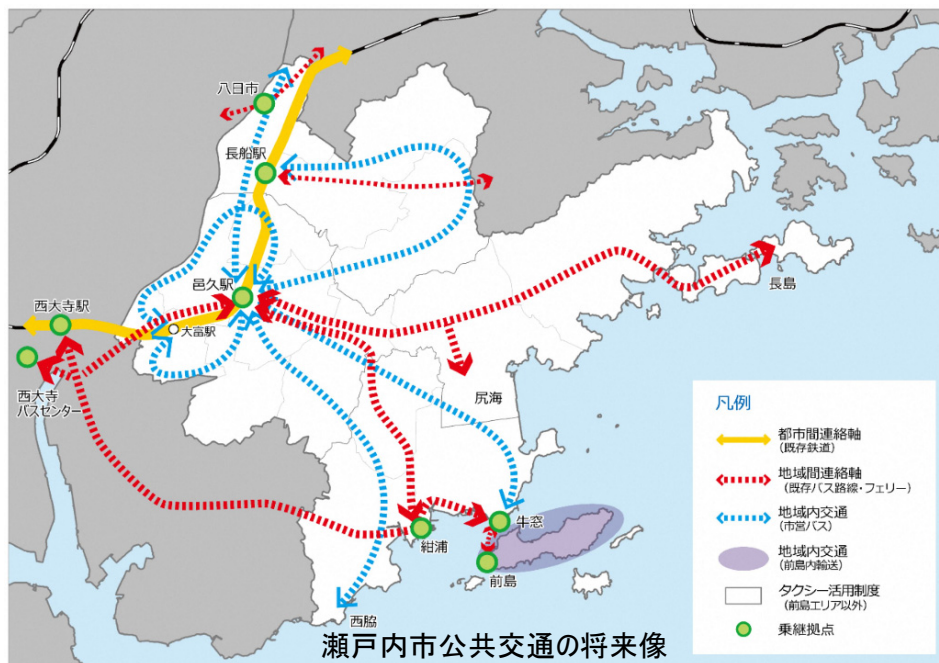 八日市
長船駅
邑久駅
西大寺駅
大富駅
長島
西大寺
バスセンター
尻海
牛窓
紺浦
前島
西脇
凡例
都市間連絡軸
(既存鉄道)
地域間連絡軸
(既存バス路線・フェリー)
地域内交通
(市営バス)
地域内交通
(前島内輸送)
タクシー活用制度
(前島エリア以外)
乗継拠点
瀬戸内市公共交通の将来像